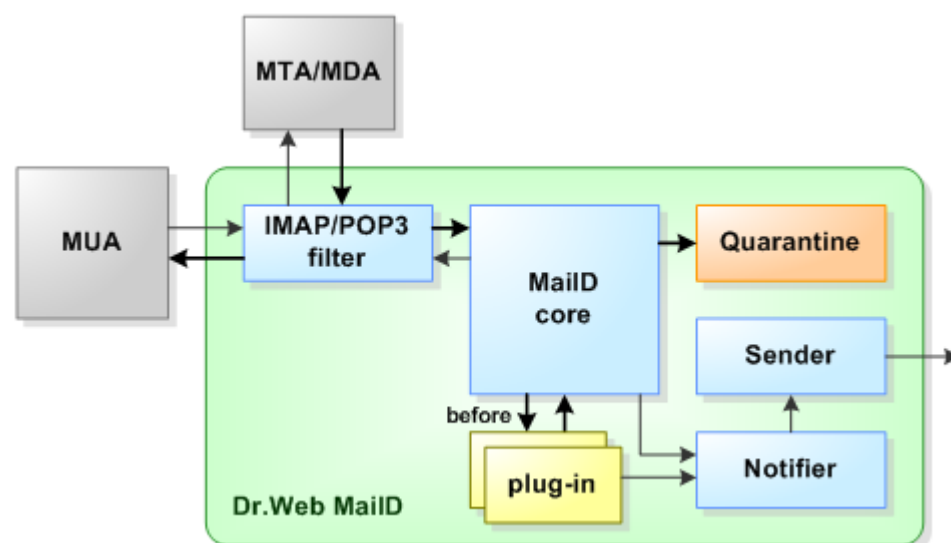 MTA/MDA
MUA
IMAP/POP3
filter
MailD
core
Quarantine
Sender
before
plug-in
Notifier
Dr.Web MailD